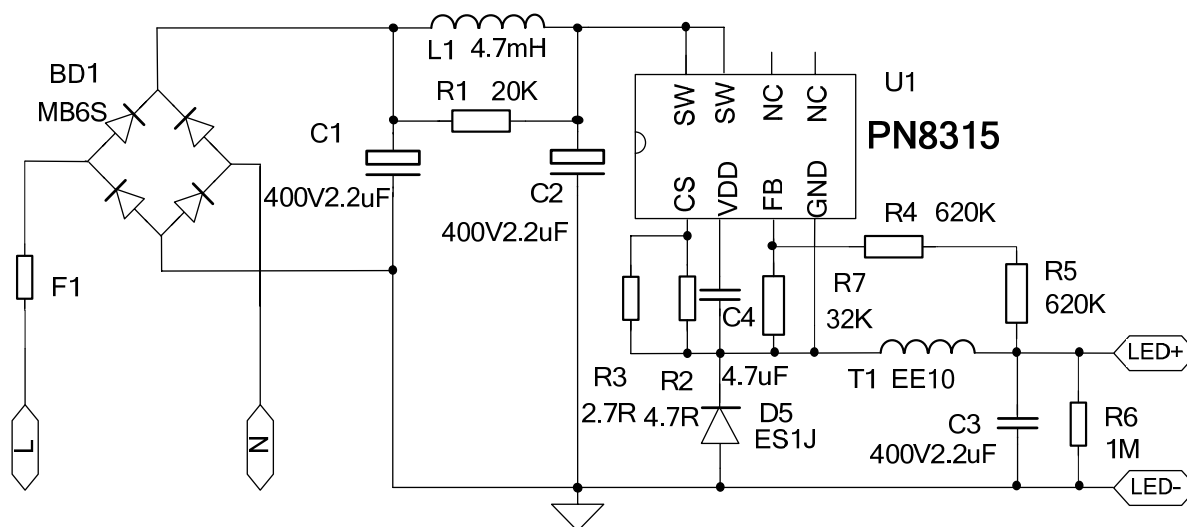 BD1
MB6S
L1 4.7mH
R1 20K
C1
400V2.2uF
C2
400V2.2uF
F1
L
N
SW
SW
NC
NC
U1
PN8315
CS
VDD
FB
GND
R4 620K
R5
620K
R7
32K
C4
4.7uF
R3
2.7R
R2
4.7R
D5
ES1J
T1 EE10
C3
400V2.2uF
R6
1M
LED+
LED-